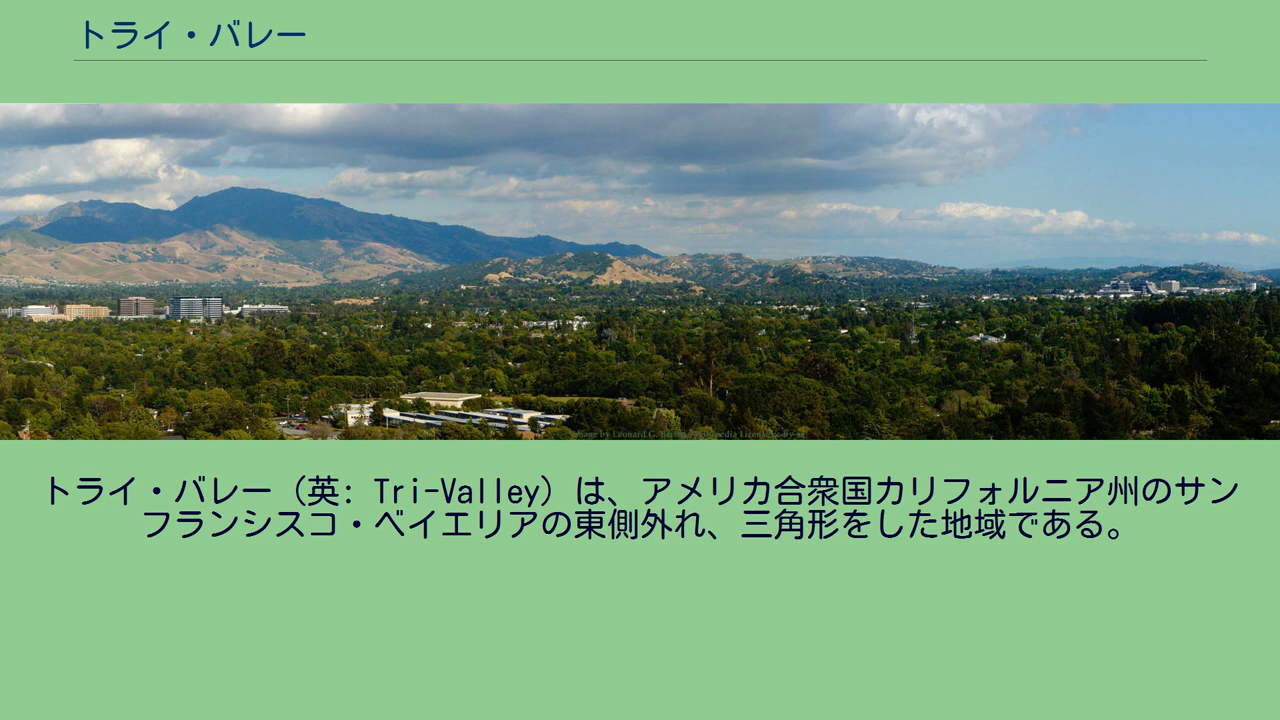 トライ・バレー
トライ・バレー（英: Tri-Valley）は、アメリカ合衆国カリフォルニア州のサン
フランシスコ・ベイエリアの東側外れ、三角形をした地域である。